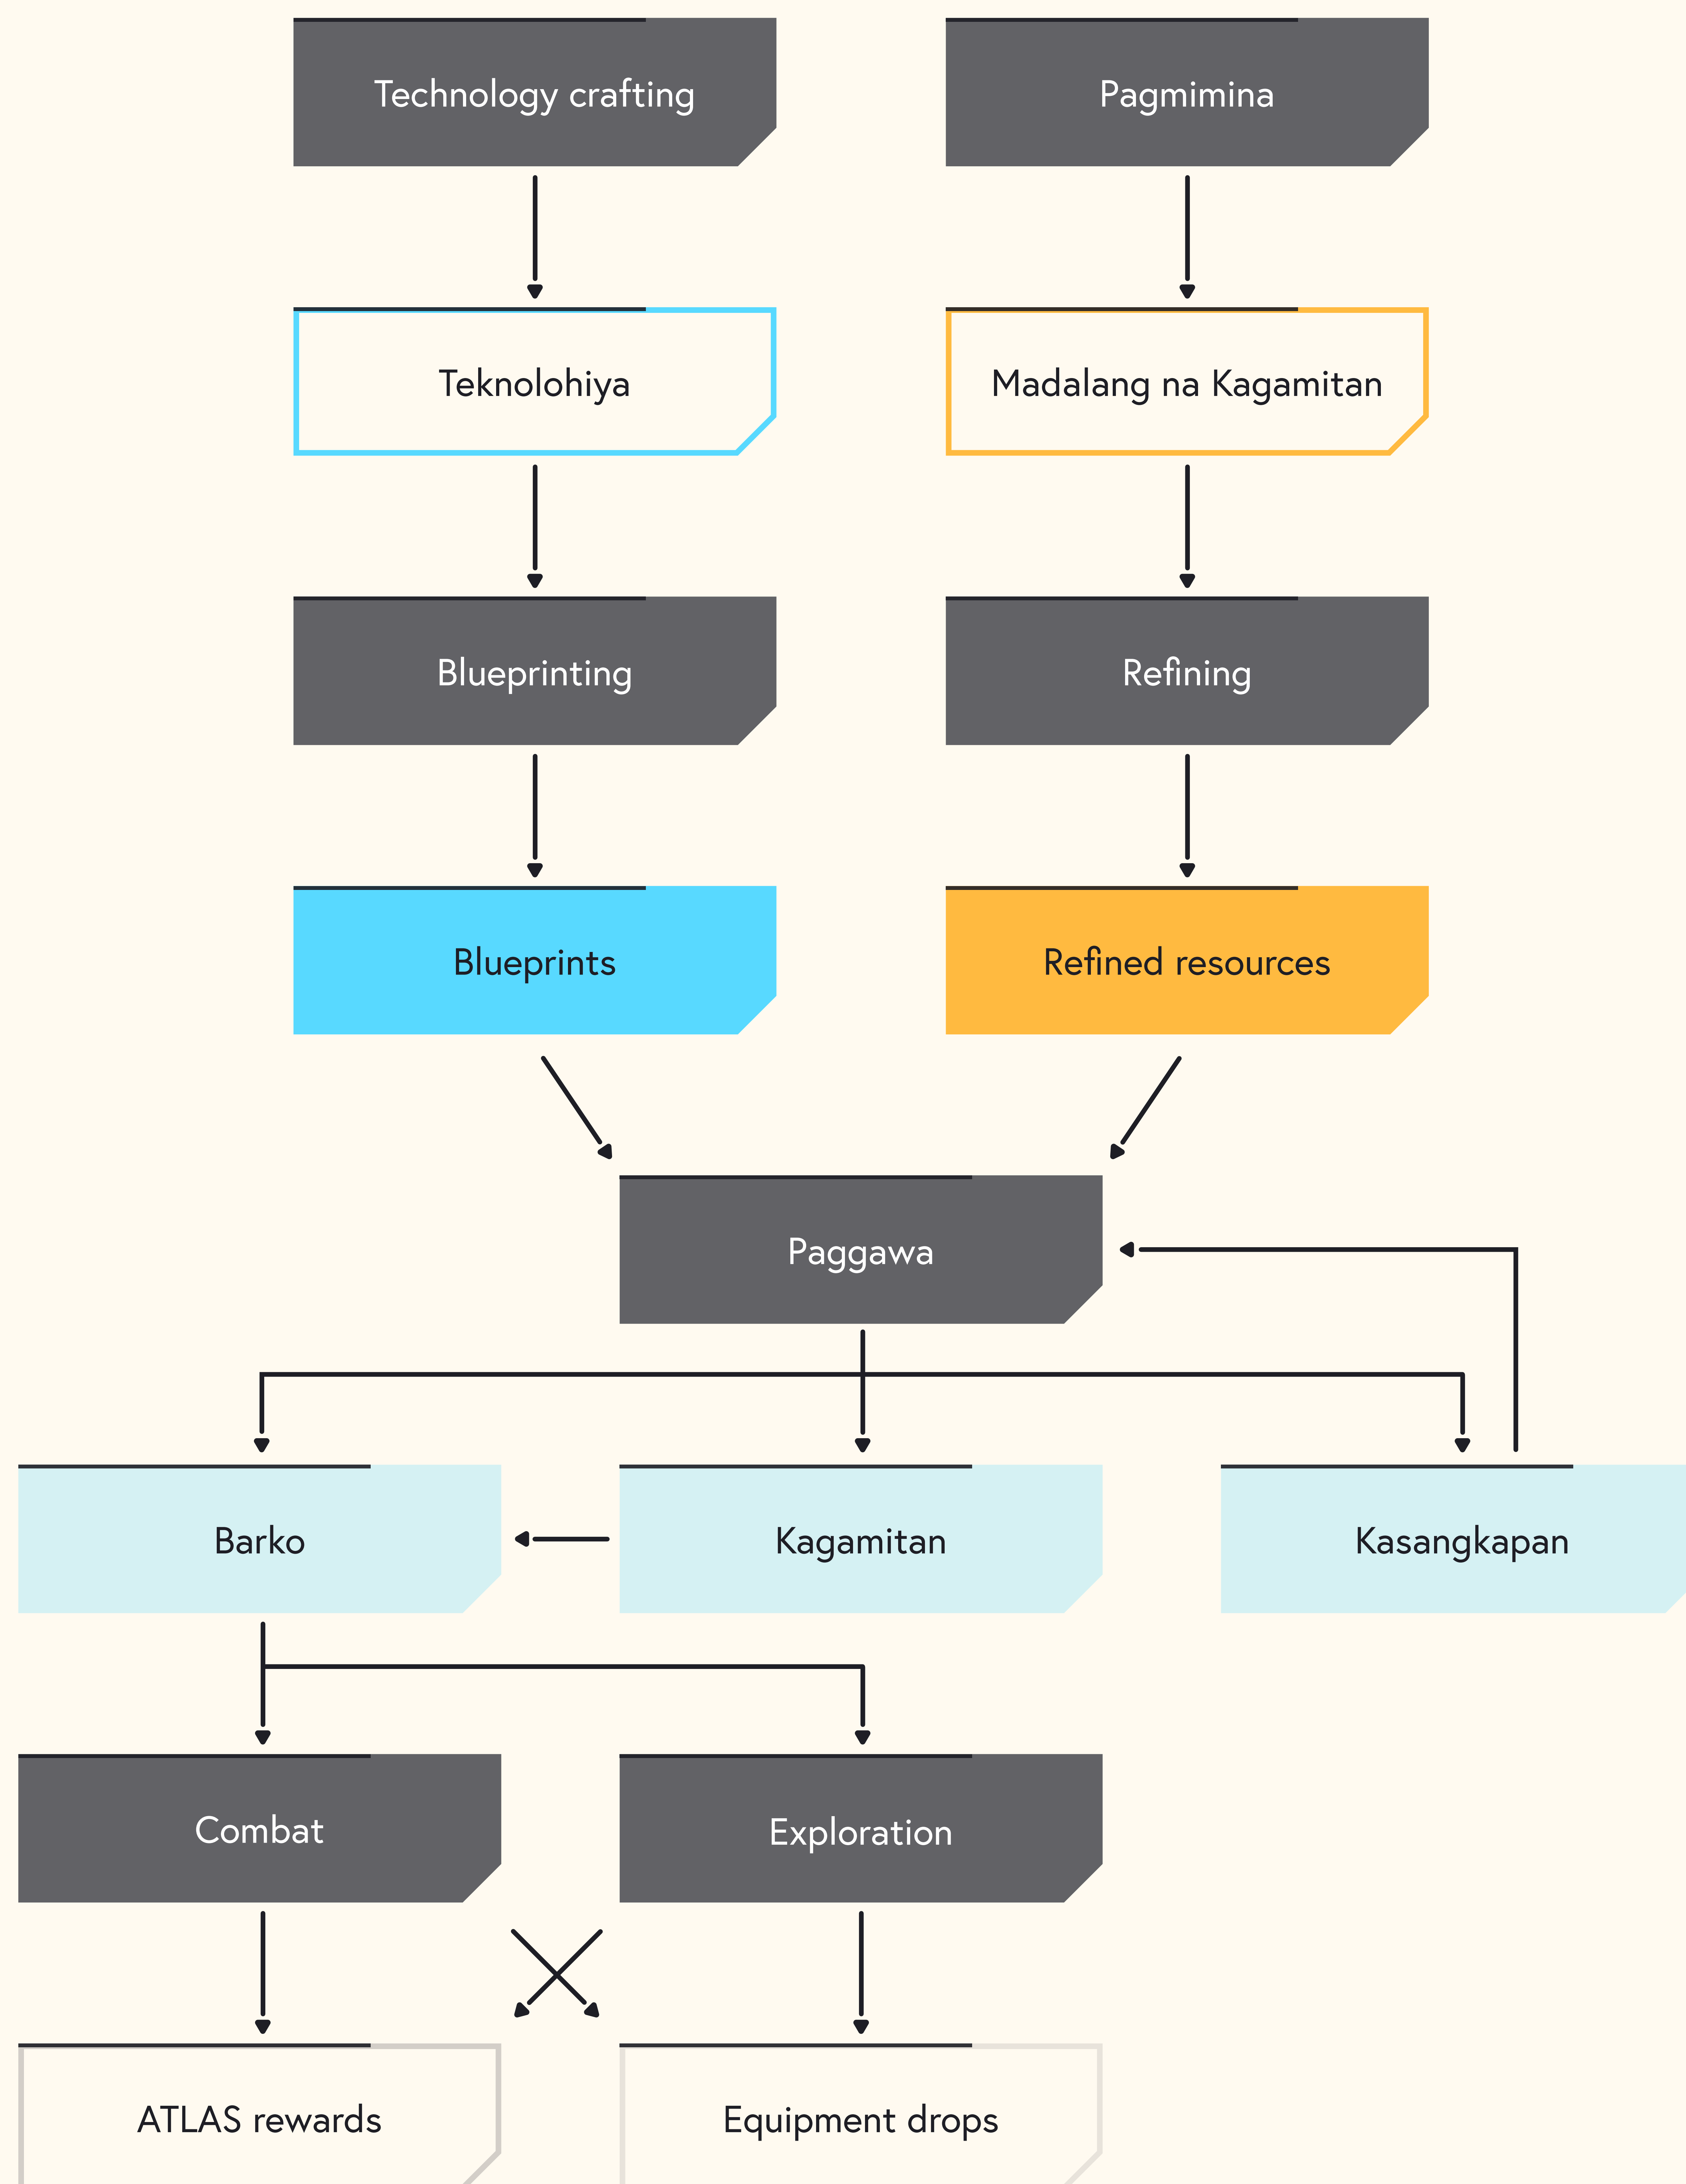 Technology crafting
Pagmimina
Teknolohiya
Madalang na Kagamitan
Blueprinting
Refining
Blueprints
Refined resources
Paggawa
Barko
Kagamitan
Kasangkapan
Combat
Exploration
ATLAS rewards
Equipment drops